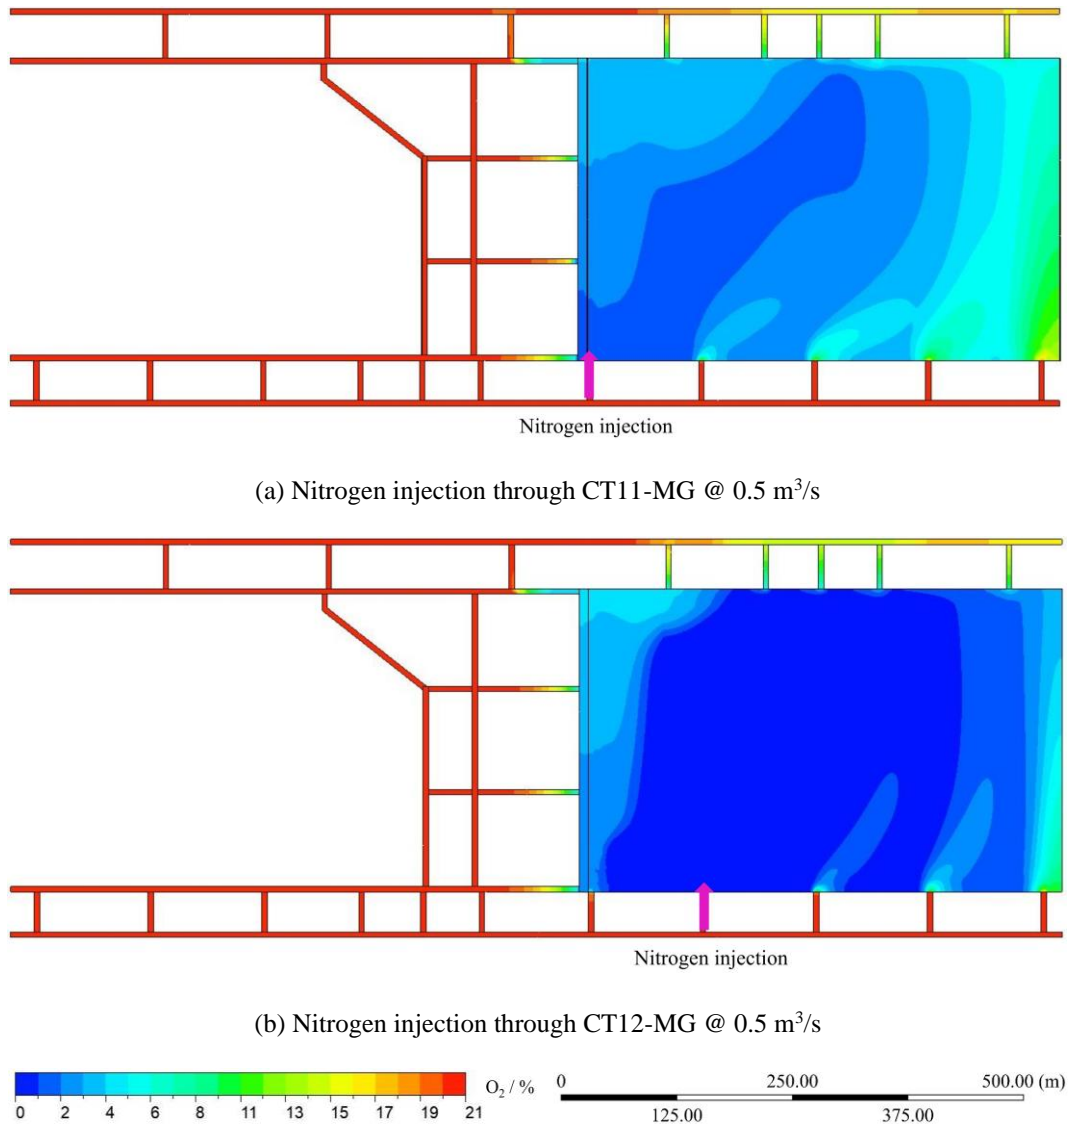 Nitrogen injection
(a) Nitrogen injection through CT11-MG @ 0.5 m³/s
Nitrogen injection
(b) Nitrogen injection through CT12-MG @ 0.5 m³/s
0 2 4 6 8 11 13 15 17 19 21
O₂ / %
0 250.00 500.00 (m)
125.00 375.00